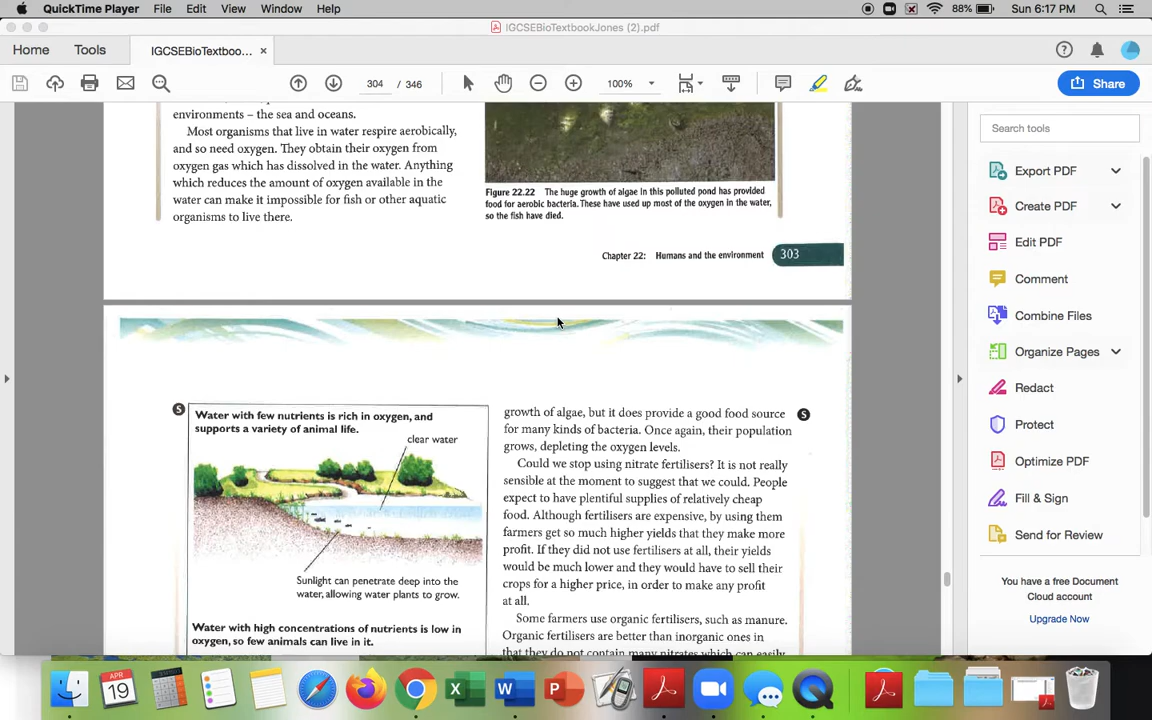 QuickTime Player File Edit View Window Help
88% Sun 6:17 PM
IGCSEBioTextbookJones (2).pdf
Home Tools IGCSEBioTextboo... ×
304 / 346 100% Share
environments – the sea and oceans.
Most organisms that live in water respire aerobically,
and so need oxygen. They obtain their oxygen from
oxygen gas which has dissolved in the water. Anything
which reduces the amount of oxygen available in the
water can make it impossible for fish or other aquatic
organisms to live there.
Figure 22.22 The huge growth of algae in this polluted pond has provided
food for aerobic bacteria. These have used up most of the oxygen in the water,
so the fish have died.
Chapter 22: Humans and the environment 303
S
Water with few nutrients is rich in oxygen, and
supports a variety of animal life.
clear water
Sunlight can penetrate deep into the
water, allowing water plants to grow.
Water with high concentrations of nutrients is low in
oxygen, so few animals can live in it.
growth of algae, but it does provide a good food source
S
for many kinds of bacteria. Once again, their population
grows, depleting the oxygen levels.
Could we stop using nitrate fertilisers? It is not really
sensible at the moment to suggest that we could. People
expect to have plentiful supplies of relatively cheap
food. Although fertilisers are expensive, by using them
farmers get so much higher yields that they make more
profit. If they did not use fertilisers at all, their yields
would be much lower and they would have to sell their
crops for a higher price, in order to make any profit
at all.
Some farmers use organic fertilisers, such as manure.
Organic fertilisers are better than inorganic ones in
that they do not contain many nitrates which can easily
Search tools
Export PDF
Create PDF
Edit PDF
Comment
Combine Files
Organize Pages
Redact
Protect
Optimize PDF
Fill & Sign
Send for Review
You have a free Document
Cloud account
Upgrade Now
APR
19
X
W
P